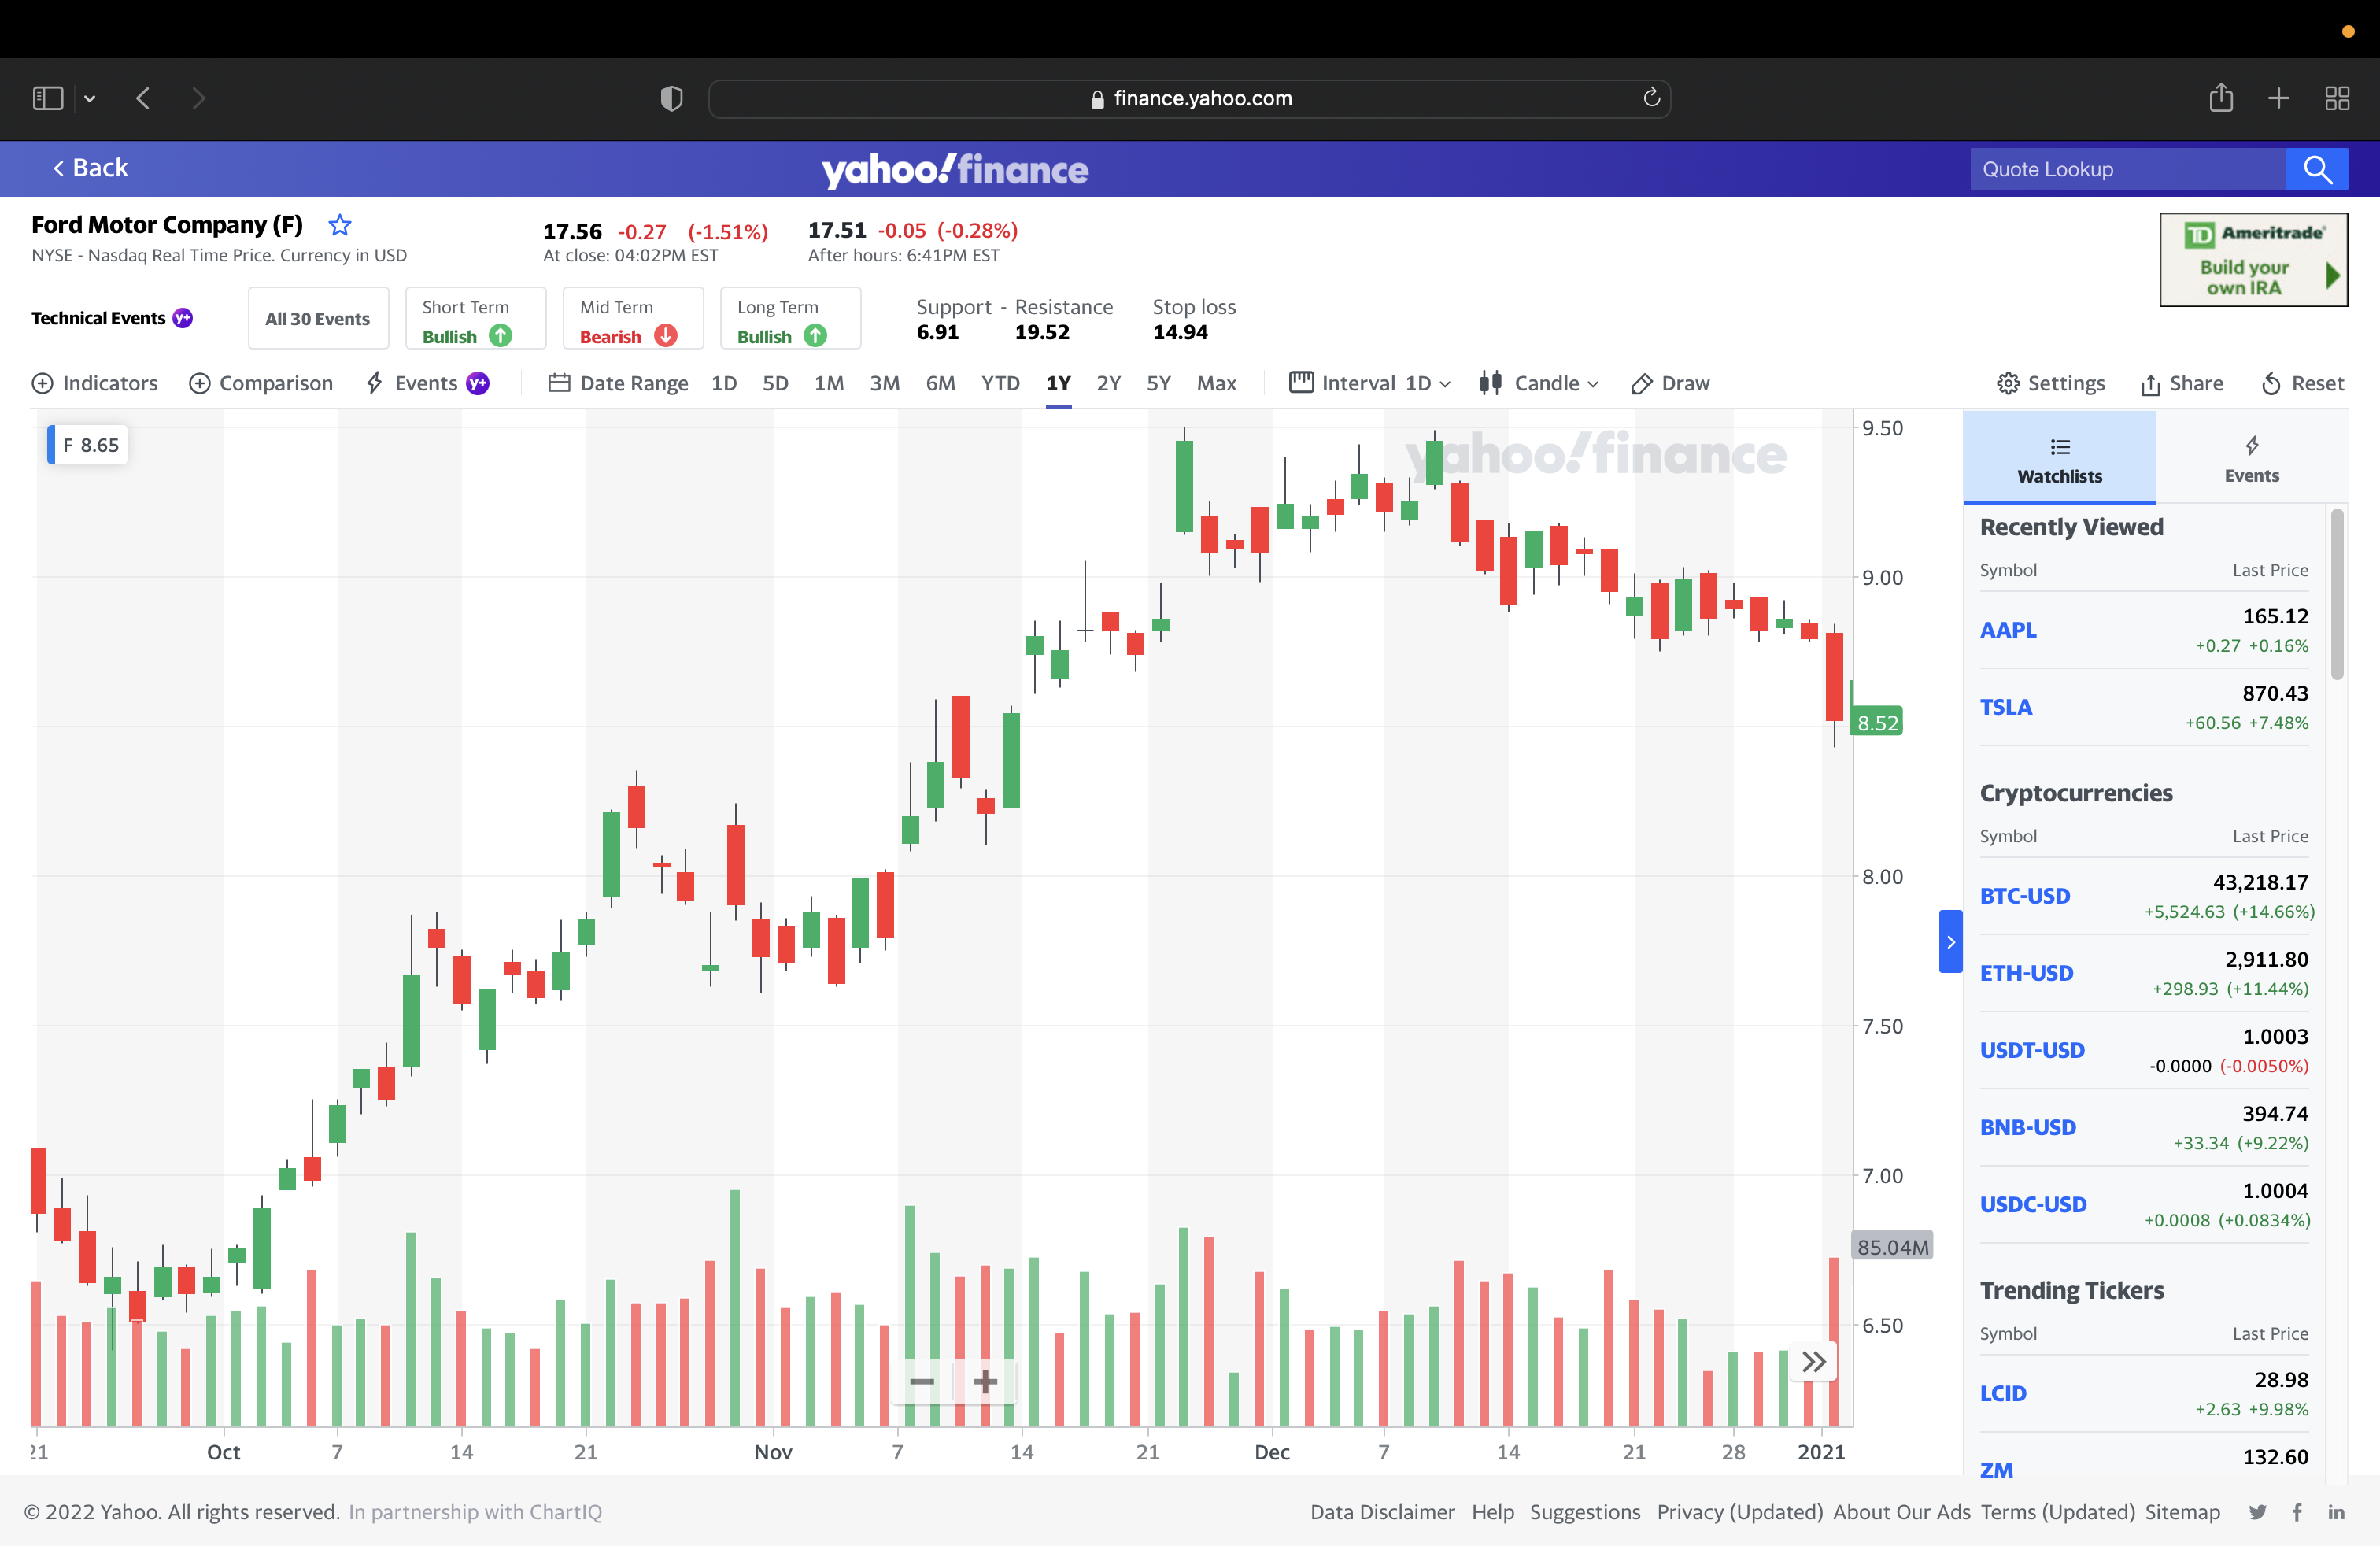 finance.yahoo.com
Back
yahoo!finance
Quote Lookup
Ford Motor Company (F)
17.56 -0.27 (-1.51%)
17.51 -0.05 (-0.28%)
NYSE - Nasdaq Real Time Price. Currency in USD
At close: 04:02PM EST
After hours: 6:41PM EST
TD Ameritrade
Build your
own IRA
Technical Events y+
All 30 Events
Short Term
Bullish
Mid Term
Bearish
Long Term
Bullish
Support - Resistance
6.91 19.52
Stop loss
14.94
Indicators Comparison Events y+ Date Range 1D 5D 1M 3M 6M YTD 1Y 2Y 5Y Max Interval 1D Candle Draw Settings Share Reset
F 8.65
yahoo!finance
9.50
9.00
8.52
8.00
7.50
7.00
85.04M
6.50
21 Oct 7 14 21 Nov 7 14 21 Dec 7 14 21 28 2021
Watchlists
Events
Recently Viewed
Symbol Last Price
AAPL 165.12
+0.27 +0.16%
TSLA 870.43
+60.56 +7.48%
Cryptocurrencies
Symbol Last Price
BTC-USD 43,218.17
+5,524.63 (+14.66%)
ETH-USD 2,911.80
+298.93 (+11.44%)
USDT-USD 1.0003
-0.0000 (-0.0050%)
BNB-USD 394.74
+33.34 (+9.22%)
USDC-USD 1.0004
+0.0008 (+0.0834%)
Trending Tickers
Symbol Last Price
LCID 28.98
+2.63 +9.98%
ZM 132.60
© 2022 Yahoo. All rights reserved. In partnership with ChartIQ
Data Disclaimer Help Suggestions Privacy (Updated) About Our Ads Terms (Updated) Sitemap